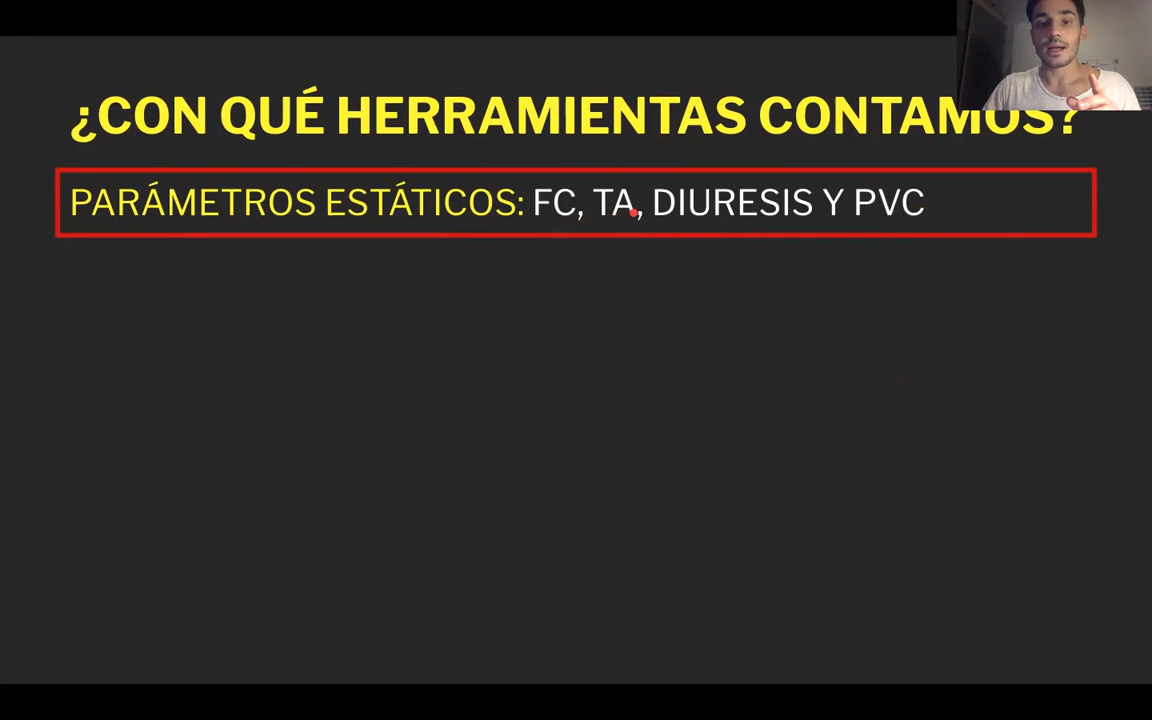 ¿CON QUÉ HERRAMIENTAS CONTAMOS?
PARÁMETROS ESTÁTICOS: FC, TA, DIURESIS Y PVC